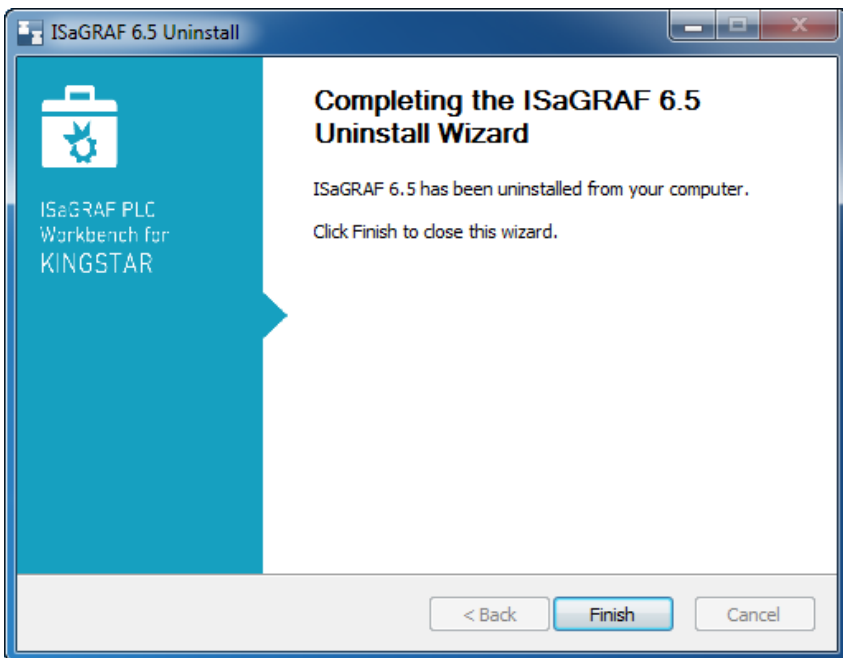 ISaGRAF 6.5 Uninstall
ISaGRAF PLC
Workbench for
KINGSTAR
Completing the ISaGRAF 6.5
Uninstall Wizard
ISaGRAF 6.5 has been uninstalled from your computer.
Click Finish to close this wizard.
< Back
Finish
Cancel